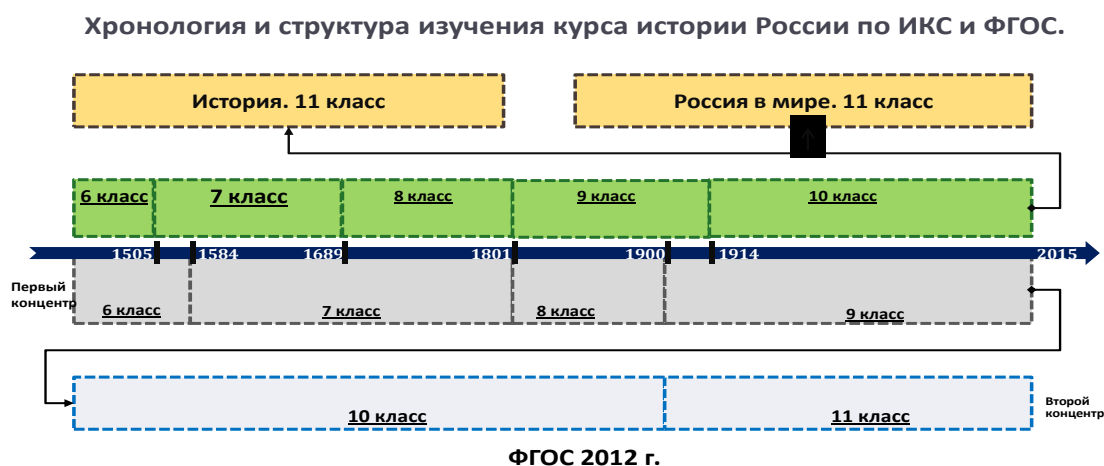 Хронология и структура изучения курса истории России по ИКС и ФГОС.
История. 11 класс
Россия в мире. 11 класс
6 класс
7 класс
8 класс
9 класс
10 класс
1505
1584
1689
1801
1900
1914
2015
Первый
концентр
6 класс
7 класс
8 класс
9 класс
10 класс
11 класс
Второй
концентр
ФГОС 2012 г.